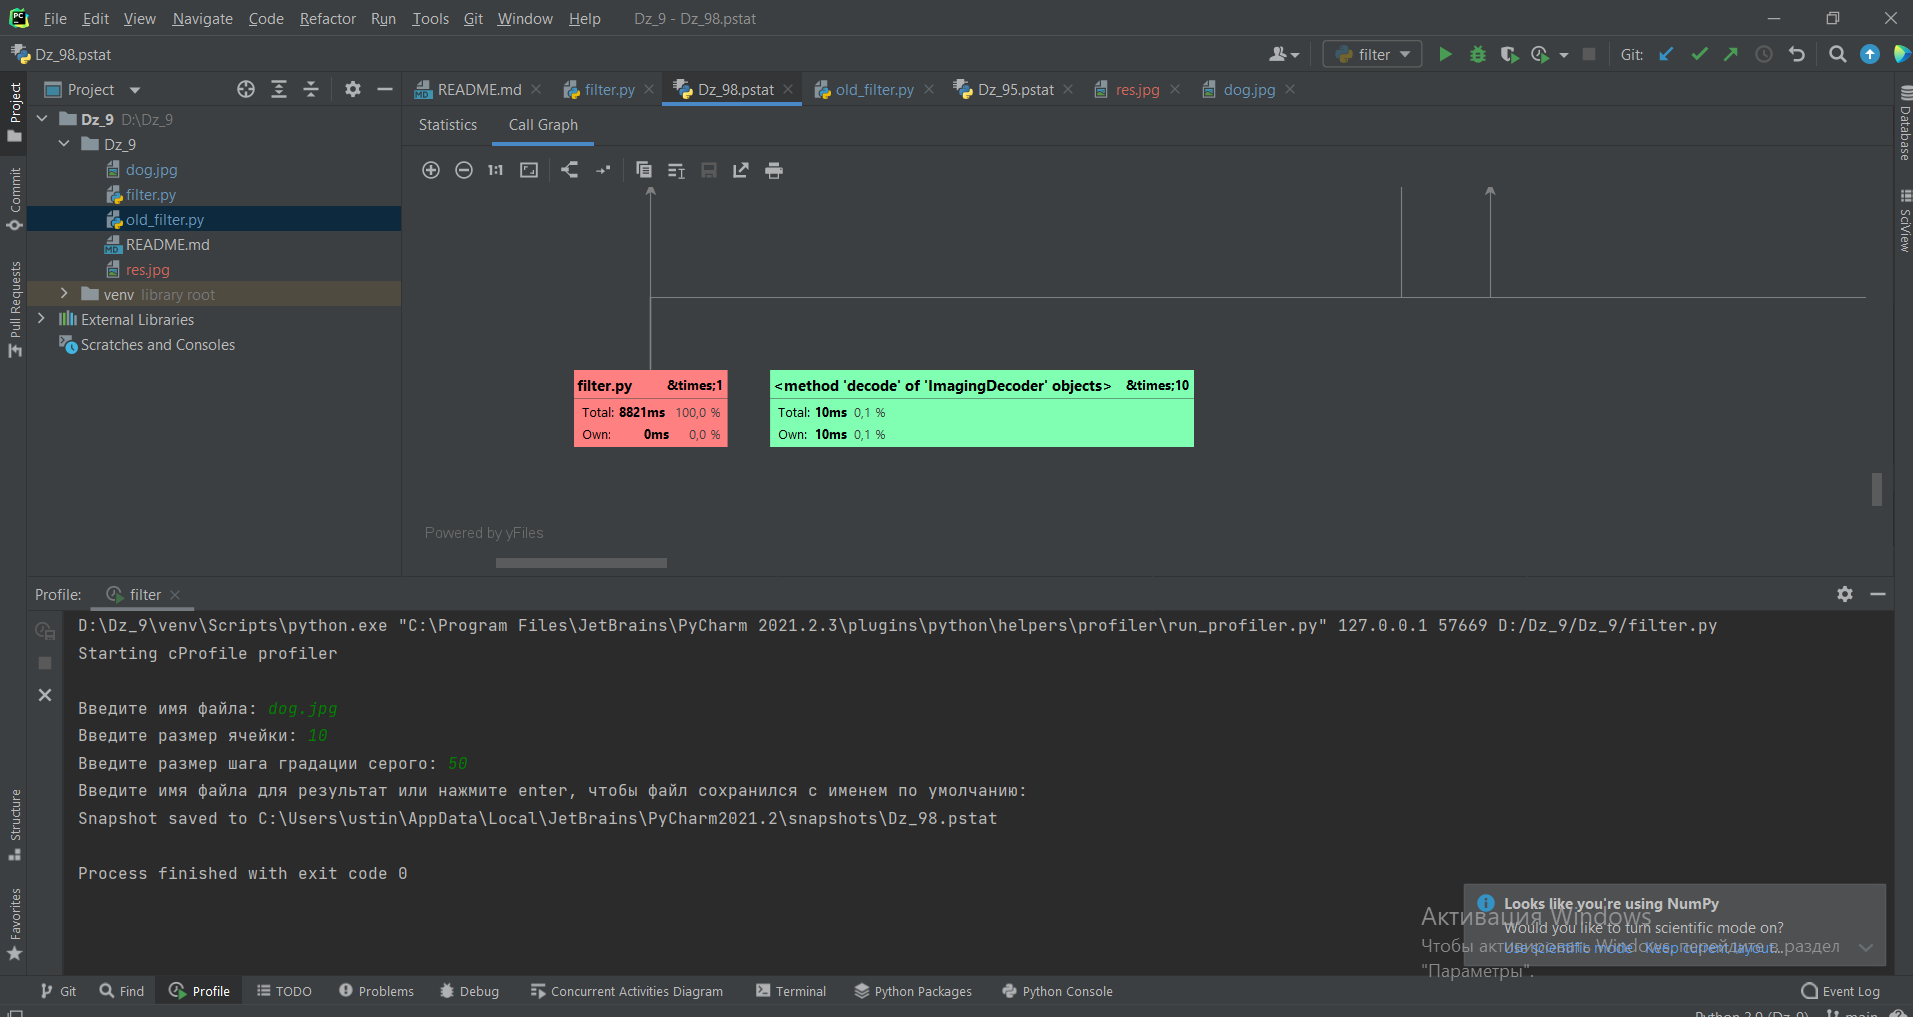 File Edit View Navigate Code Refactor Run Tools Git Window Help Dz_9 - Dz_98.pstat
Dz_98.pstat
filter
Git:
Project
README.md
filter.py
Dz_98.pstat
old_filter.py
Dz_95.pstat
res.jpg
dog.jpg
Statistics
Call Graph
Dz_9 D:\Dz_9
Dz_9
dog.jpg
filter.py
old_filter.py
README.md
res.jpg
venv library root
External Libraries
Scratches and Consoles
1:1
filter.py &times;1
Total: 8821ms 100,0 %
Own: 0ms 0,0 %
<method 'decode' of 'ImagingDecoder' objects> &times;10
Total: 10ms 0,1 %
Own: 10ms 0,1 %
Powered by yFiles
Project
Commit
Pull Requests
Structure
Favorites
Database
SciView
Profile: filter
D:\Dz_9\venv\Scripts\python.exe "C:\Program Files\JetBrains\PyCharm 2021.2.3\plugins\python\helpers\profiler\run_profiler.py" 127.0.0.1 57669 D:/Dz_9/Dz_9/filter.py
Starting cProfile profiler
Введите имя файла: dog.jpg
Введите размер ячейки: 10
Введите размер шага градации серого: 50
Введите имя файла для результат или нажмите enter, чтобы файл сохранился с именем по умолчанию:
Snapshot saved to C:\Users\ustin\AppData\Local\JetBrains\PyCharm2021.2\snapshots\Dz_98.pstat
Process finished with exit code 0
Looks like you're using NumPy
Would you like to turn scientific mode on?
Use scientific mode Keep current layout...
Активация Windows
Чтобы активировать Windows, перейдите в раздел
"Параметры".
Git Find Profile TODO Problems Debug Concurrent Activities Diagram Terminal Python Packages Python Console Event Log
Python 3.9 (Dz_9) main